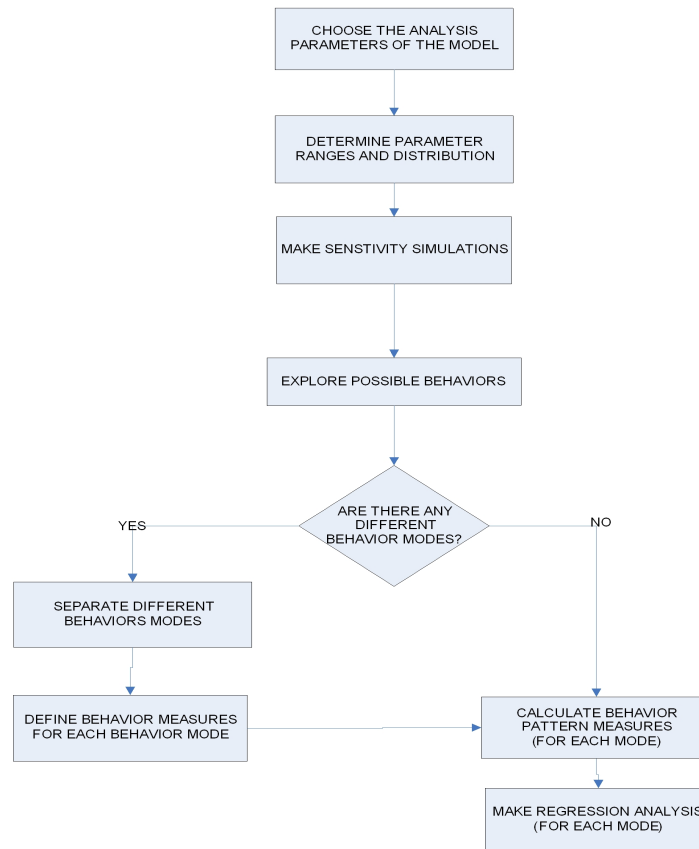 CHOOSE THE ANALYSIS
PARAMETERS OF THE MODEL
DETERMINE PARAMETER
RANGES AND DISTRIBUTION
MAKE SENSTIVITY SIMULATIONS
EXPLORE POSSIBLE BEHAVIORS
ARE THERE ANY
DIFFERENT
BEHAVIOR MODES?
YES
NO
SEPARATE DIFFERENT
BEHAVIORS MODES
DEFINE BEHAVIOR MEASURES
FOR EACH BEHAVIOR MODE
CALCULATE BEHAVIOR
PATTERN MEASURES
(FOR EACH MODE)
MAKE REGRESSION ANALYSIS
(FOR EACH MODE)